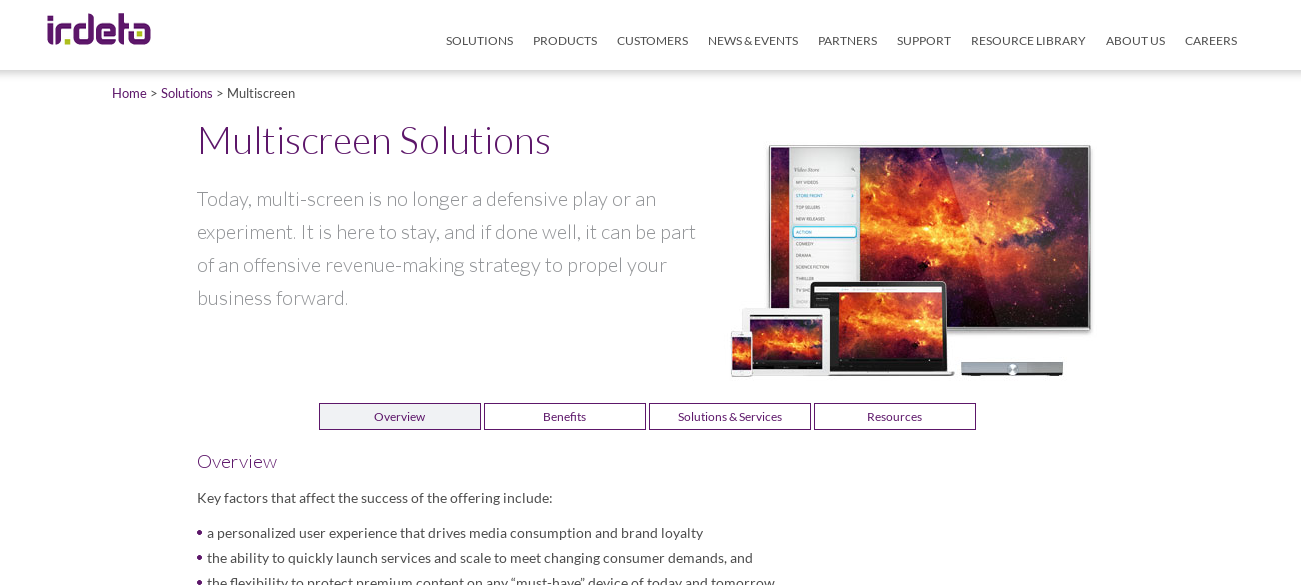 irdeto
SOLUTIONS PRODUCTS CUSTOMERS NEWS & EVENTS PARTNERS SUPPORT RESOURCE LIBRARY ABOUT US CAREERS
Home > Solutions > Multiscreen
Multiscreen Solutions
Today, multi-screen is no longer a defensive play or an
experiment. It is here to stay, and if done well, it can be part
of an offensive revenue-making strategy to propel your
business forward.
Video Store
MY VIDEOS
STORE FRONT
TOP SELLERS
NEW RELEASES
ACTION
COMEDY
DRAMA
SCIENCE FICTION
THRILLER
Overview Benefits Solutions & Services Resources
Overview
Key factors that affect the success of the offering include:
a personalized user experience that drives media consumption and brand loyalty
the ability to quickly launch services and scale to meet changing consumer demands, and
the flexibility to protect premium content on any “must-have” device of today and tomorrow